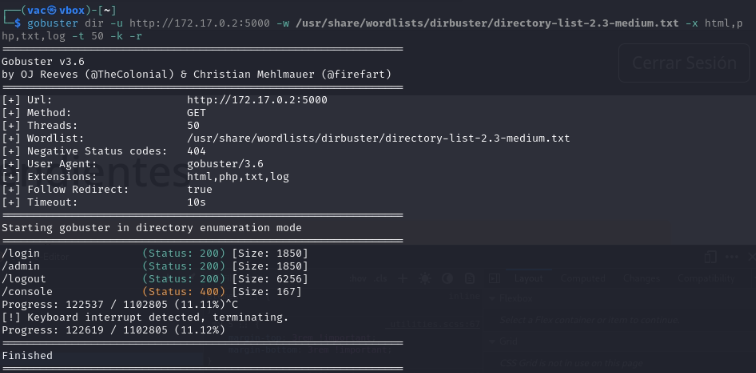 ┌──(vac㉿vbox)-[~]
└─$ gobuster dir -u http://172.17.0.2:5000 -w /usr/share/wordlists/dirbuster/directory-list-2.3-medium.txt -x html,p
hp,txt,log -t 50 -k -r
Cerrar Sesión
===============================================================
Gobuster v3.6
by OJ Reeves (@TheColonial) & Christian Mehlmauer (@firefart)
===============================================================
[+] Url:                     http://172.17.0.2:5000
[+] Method:                  GET
[+] Threads:                 50
[+] Wordlist:                /usr/share/wordlists/dirbuster/directory-list-2.3-medium.txt
[+] Negative Status codes:   404
[+] User Agent:              gobuster/3.6
[+] Extensions:              html,php,txt,log
[+] Follow Redirect:         true
[+] Timeout:                 10s
===============================================================
Starting gobuster in directory enumeration mode
===============================================================
/login                (Status: 200) [Size: 1850]
/admin                (Status: 200) [Size: 1850]
/logout               (Status: 200) [Size: 6256]
/console              (Status: 400) [Size: 167]
Progress: 122537 / 1102805 (11.11%)^C
[!] Keyboard interrupt detected, terminating.
Progress: 122619 / 1102805 (11.12%)
===============================================================
Finished
===============================================================